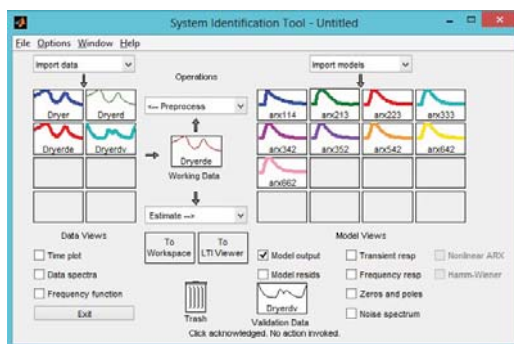 System Identification Tool - Untitled
File Options Window Help
Import data
Operations
Import models
Dryer Dryerd
<-- Preprocess
arx114 arx213 arx223 arx333
Dryerde Dryerdv
Dryerde
arx342 arx352 arx542 arx642
Working Data
arx662
Estimate -->
Data Views
To Workspace
To LTI Viewer
Model Views
Time plot
Model output
Transient resp
Nonlinear ARX
Data spectra
Model resids
Frequency resp
Hamm-Wiener
Frequency function
Zeros and poles
Exit
Trash
Dryerdv
Validation Data
Noise spectrum
Click acknowledged. No action invoked.